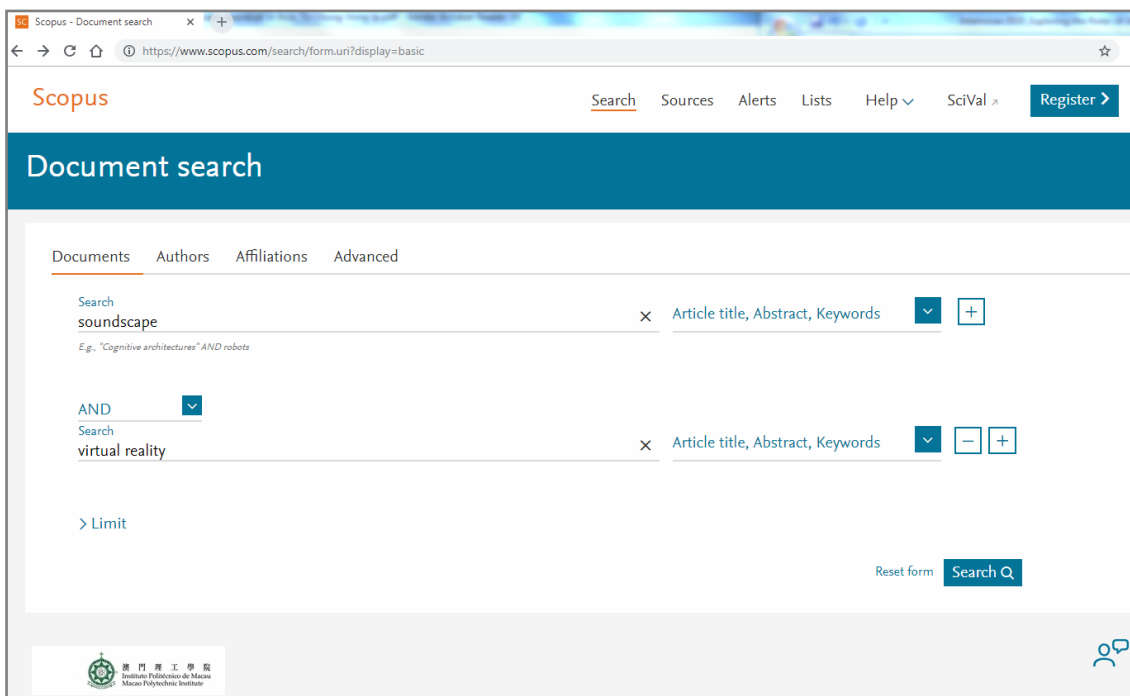 SC Scopus - Document search
https://www.scopus.com/search/form.uri?display=basic
Scopus
Search Sources Alerts Lists Help SciVal Register
Document search
Documents Authors Affiliations Advanced
Search
soundscape
Article title, Abstract, Keywords
E.g., "Cognitive architectures" AND robots
AND
Search
virtual reality
Article title, Abstract, Keywords
Limit
Reset form Search
澳門理工學院
Instituto Politécnico de Macau
Macao Polytechnic Institute